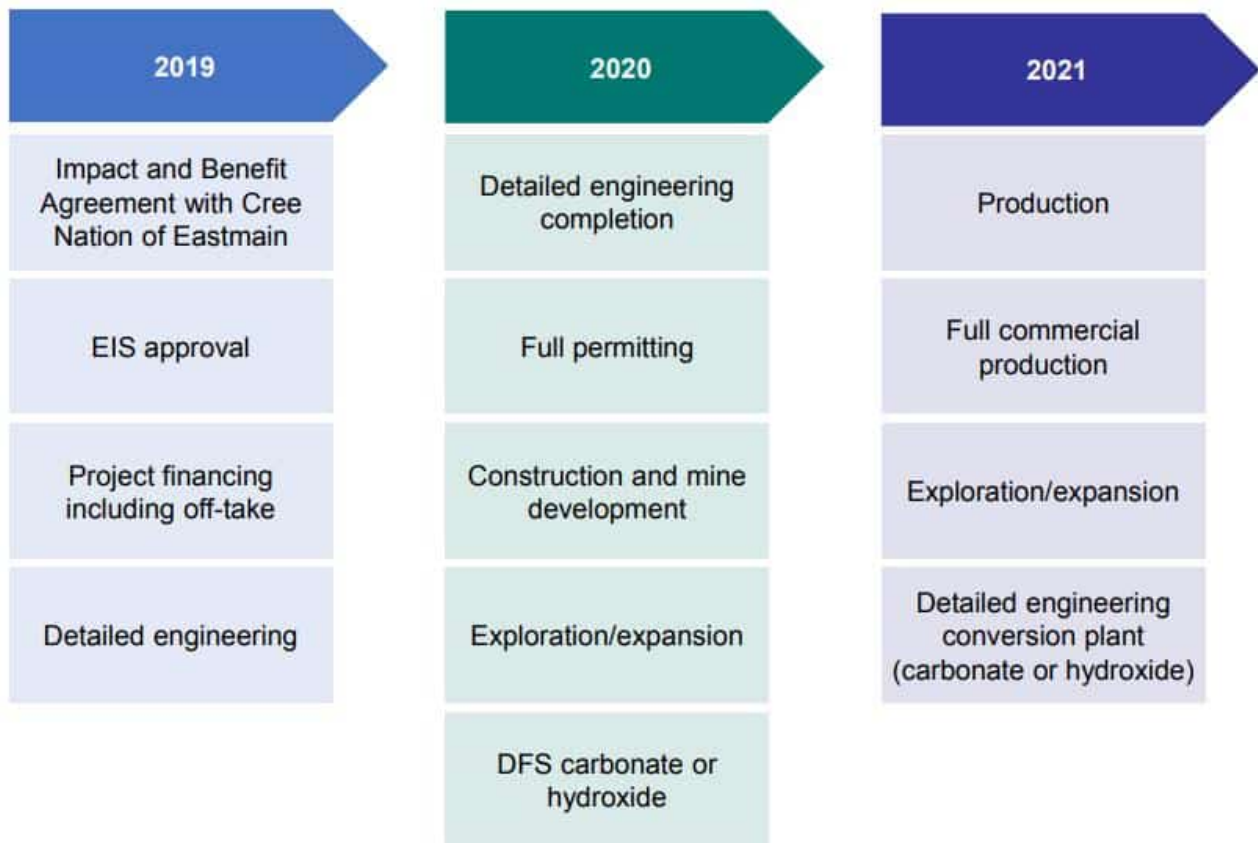 2019
Impact and Benefit
Agreement with Cree
Nation of Eastmain
EIS approval
Project financing
including off-take
Detailed engineering
2020
Detailed engineering
completion
Full permitting
Construction and mine
development
Exploration/expansion
DFS carbonate or
hydroxide
2021
Production
Full commercial
production
Exploration/expansion
Detailed engineering
conversion plant
(carbonate or hydroxide)